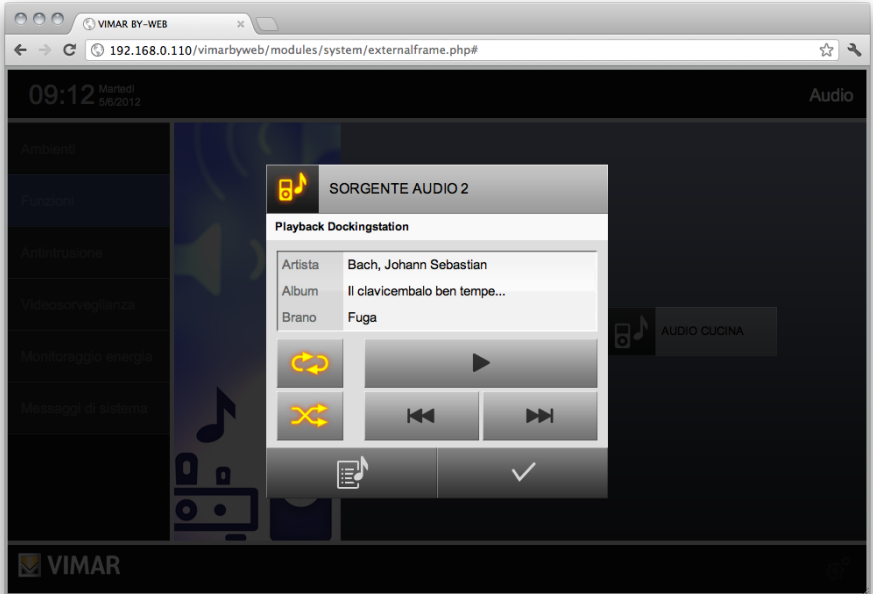 VIMAR BY-WEB
192.168.0.110/vimarbyweb/modules/system/externalframe.php#
09:12 Martedì
5/6/2012
Audio
Ambienti
Funzioni
Antintrusione
Videosorveglianza
Monitoraggio energia
Messaggi di sistema
SORGENTE AUDIO 2
Playback Dockingstation
Artista Bach, Johann Sebastian
Album Il clavicembalo ben tempe...
Brano Fuga
AUDIO CUCINA
VIMAR